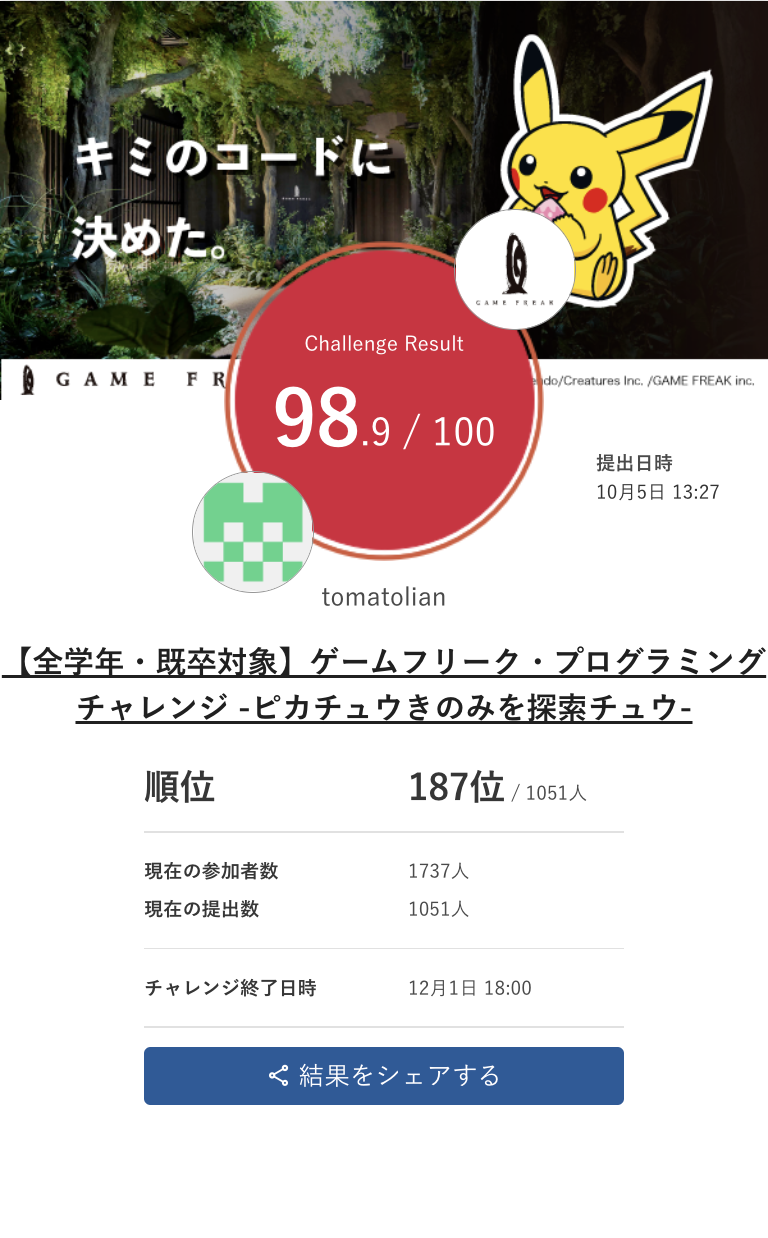 キミのコードに
決めた。
GAME FREAK
Challenge Result
98.9 / 100
GAME FR
ndo/Creatures Inc. /GAME FREAK inc.
提出日時
10月5日 13:27
tomatolian
【全学年・既卒対象】ゲームフリーク・プログラミング
チャレンジ -ピカチュウきのみを探索チュウ-
順位 187位 / 1051人
現在の参加者数 1737人
現在の提出数 1051人
チャレンジ終了日時 12月1日 18:00
結果をシェアする